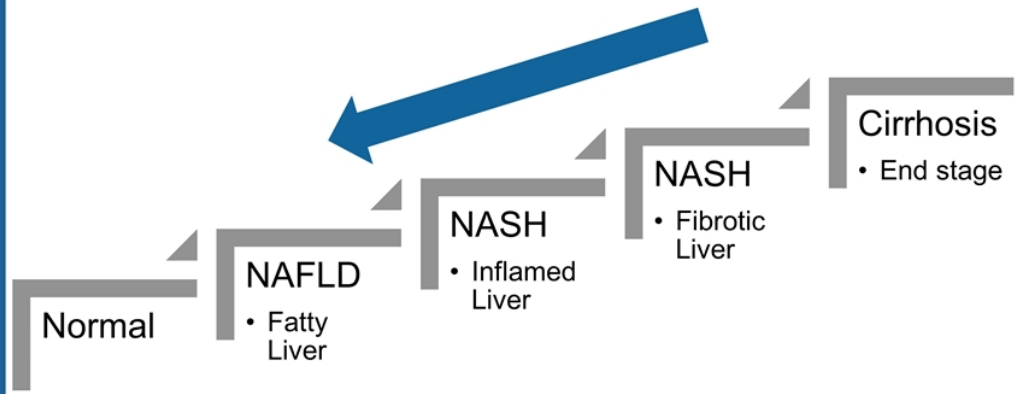 Normal
NAFLD
• Fatty
Liver
NASH
• Inflamed
Liver
NASH
• Fibrotic
Liver
Cirrhosis
• End stage